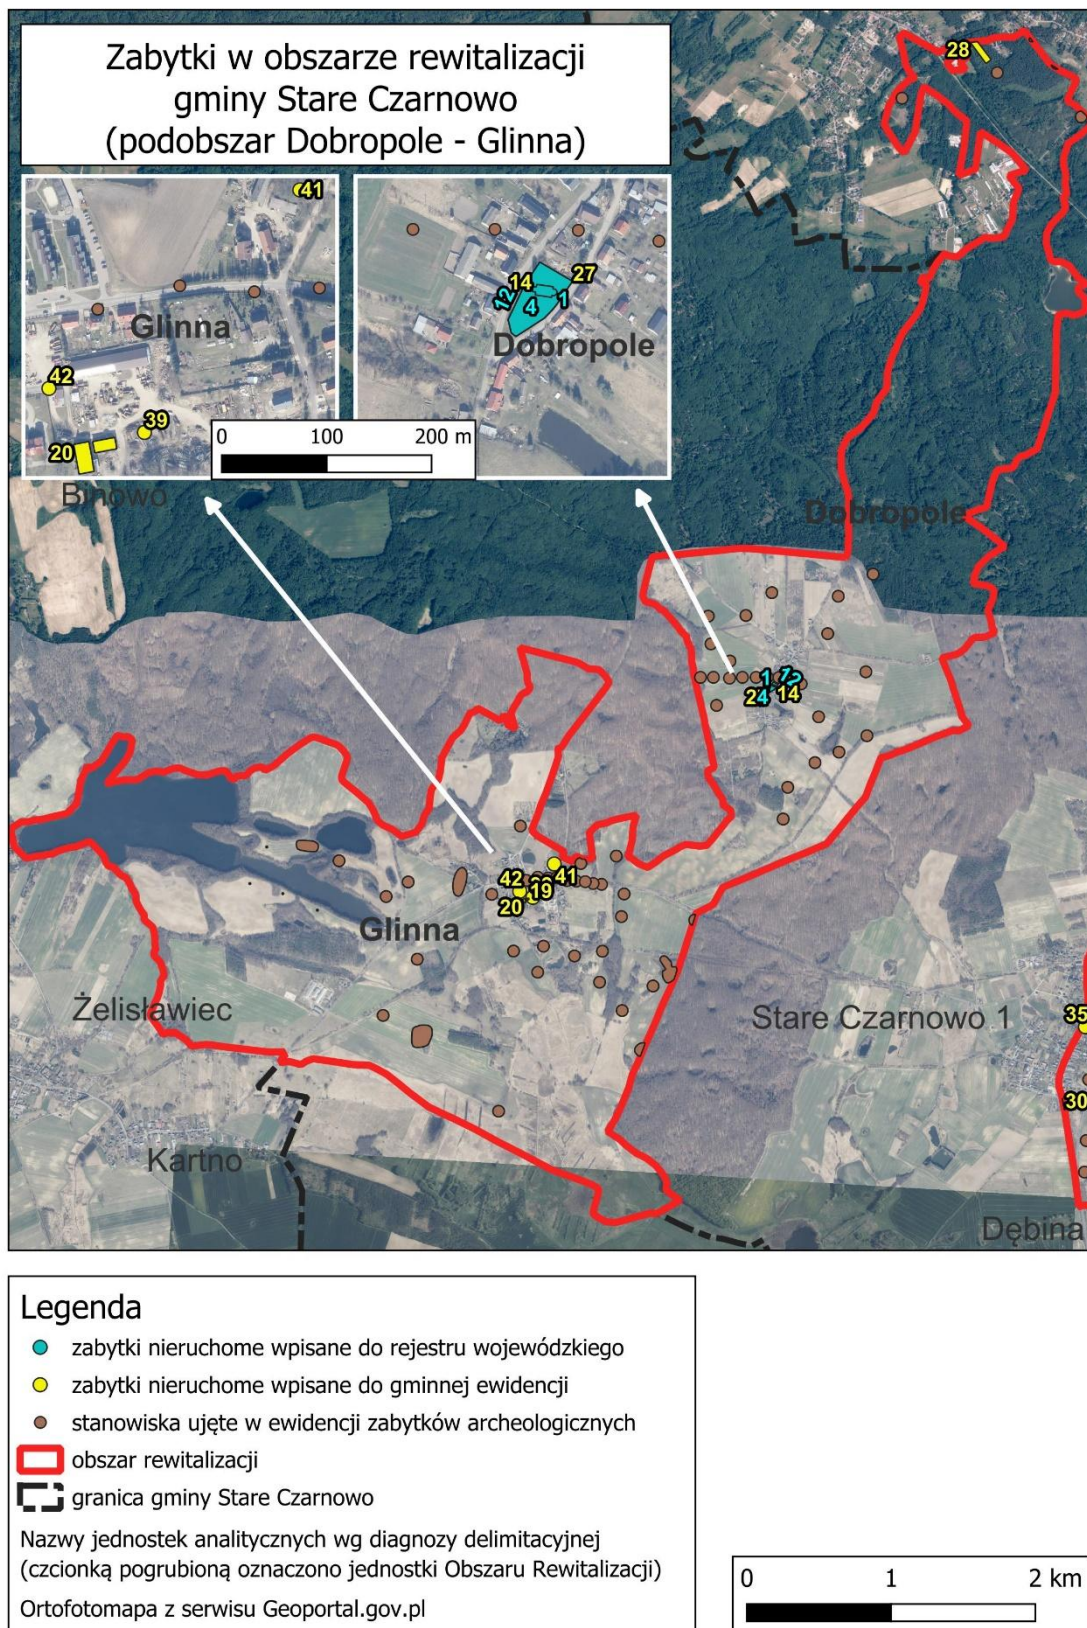 Zabytki w obszarze rewitalizacji
gminy Stare Czarnowo
(podobszar Dobropole - Glinna)
28
41
Glinna
42
39
20
Binowo
14
27
12
4
1
Dobropole
0 100 200 m
Dobropole
1
12
2
4
14
42
41
19
20
Glinna
Żelisławiec
Stare Czarnowo 1
35
30
Kartno
Dębina
Legenda
zabytki nieruchome wpisane do rejestru wojewódzkiego
zabytki nieruchome wpisane do gminnej ewidencji
stanowiska ujęte w ewidencji zabytków archeologicznych
obszar rewitalizacji
granica gminy Stare Czarnowo
Nazwy jednostek analitycznych wg diagnozy delimitacyjnej
(czcionką pogrubioną oznaczono jednostki Obszaru Rewitalizacji)
Ortofotomapa z serwisu Geoportal.gov.pl
0 1 2 km